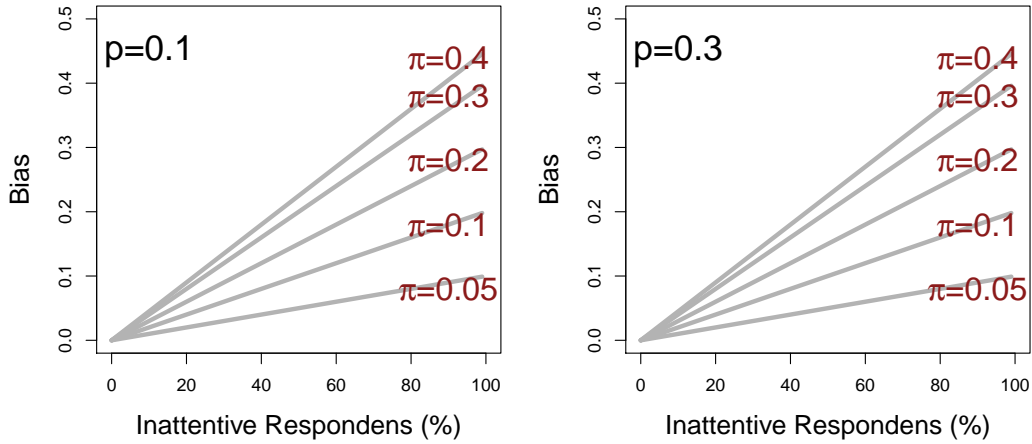 p=0.1
π=0.4
π=0.3
π=0.2
π=0.1
π=0.05
0.5
0.4
0.3
0.2
0.1
0.0
Bias
0 20 40 60 80 100
Inattentive Respondens (%)
p=0.3
π=0.4
π=0.3
π=0.2
π=0.1
π=0.05
0.5
0.4
0.3
0.2
0.1
0.0
Bias
0 20 40 60 80 100
Inattentive Respondens (%)